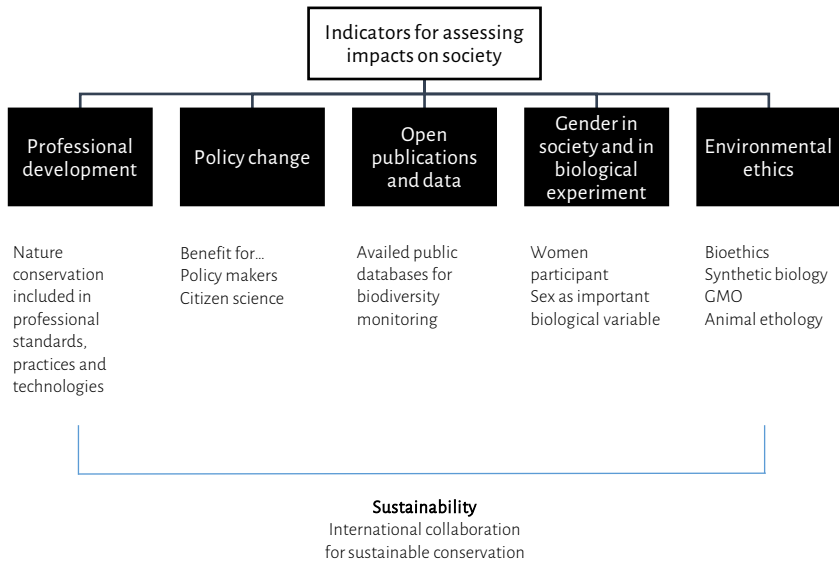 Indicators for assessing
impacts on society
Professional
development
Policy change
Open
publications
and data
Gender in
society and in
biological
experiment
Environmental
ethics
Nature
conservation
included in
professional
standards,
practices and
technologies
Benefit for...
Policy makers
Citizen science
Availed public
databases for
biodiversity
monitoring
Women
participant
Sex as important
biological variable
Bioethics
Synthetic biology
GMO
Animal ethology
Sustainability
International collaboration
for sustainable conservation